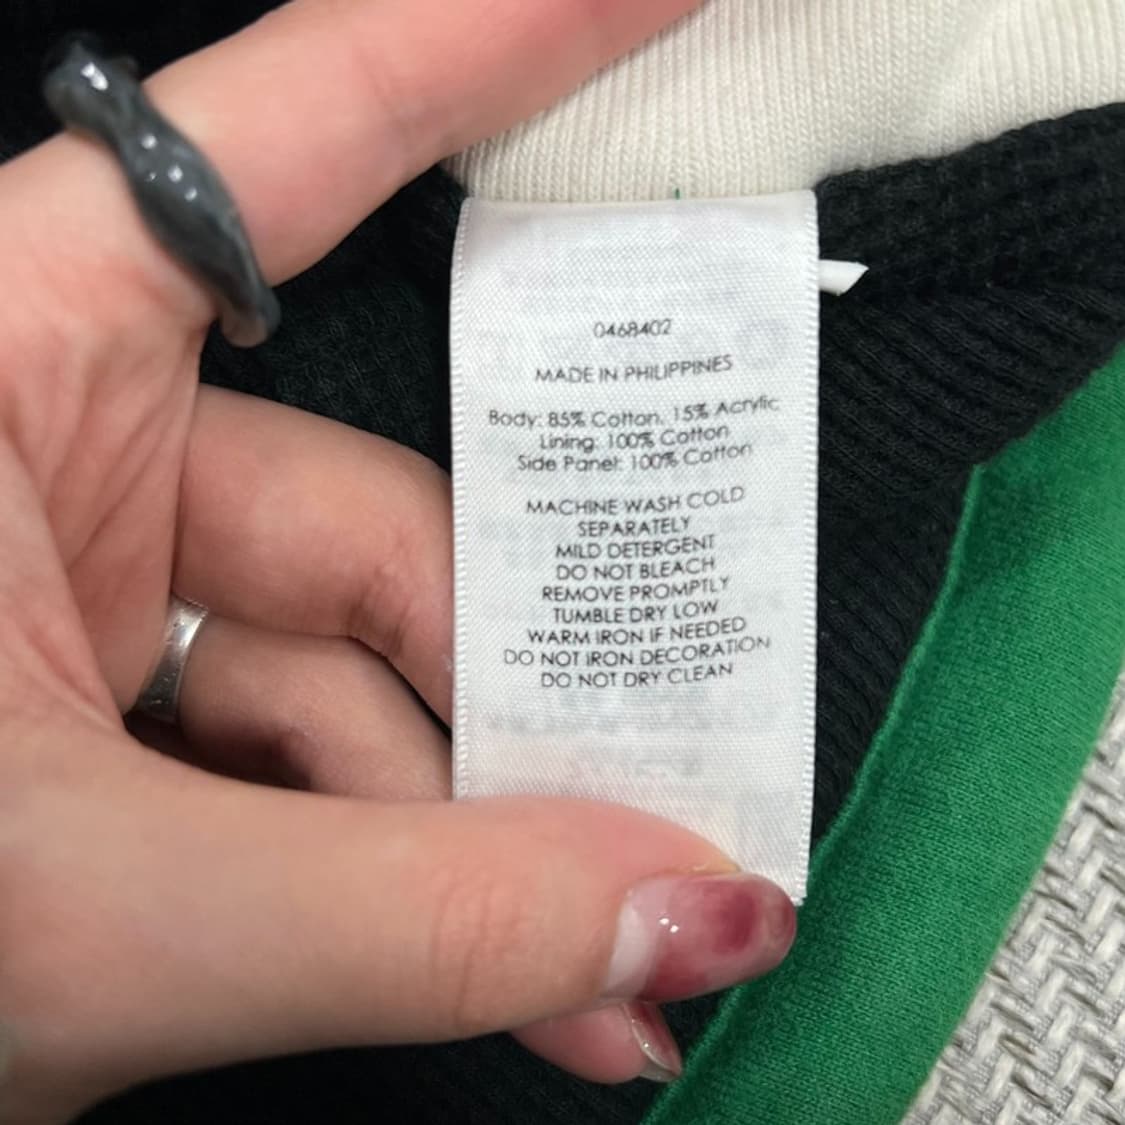 0468402
MADE IN PHILIPPINES
Body: 85% Cotton, 15% Acrylic
Lining: 100% Cotton
Side Panel: 100% Cotton
MACHINE WASH COLD
SEPARATELY
MILD DETERGENT
DO NOT BLEACH
REMOVE PROMPTLY
TUMBLE DRY LOW
WARM IRON IF NEEDED
DO NOT IRON DECORATION
DO NOT DRY CLEAN